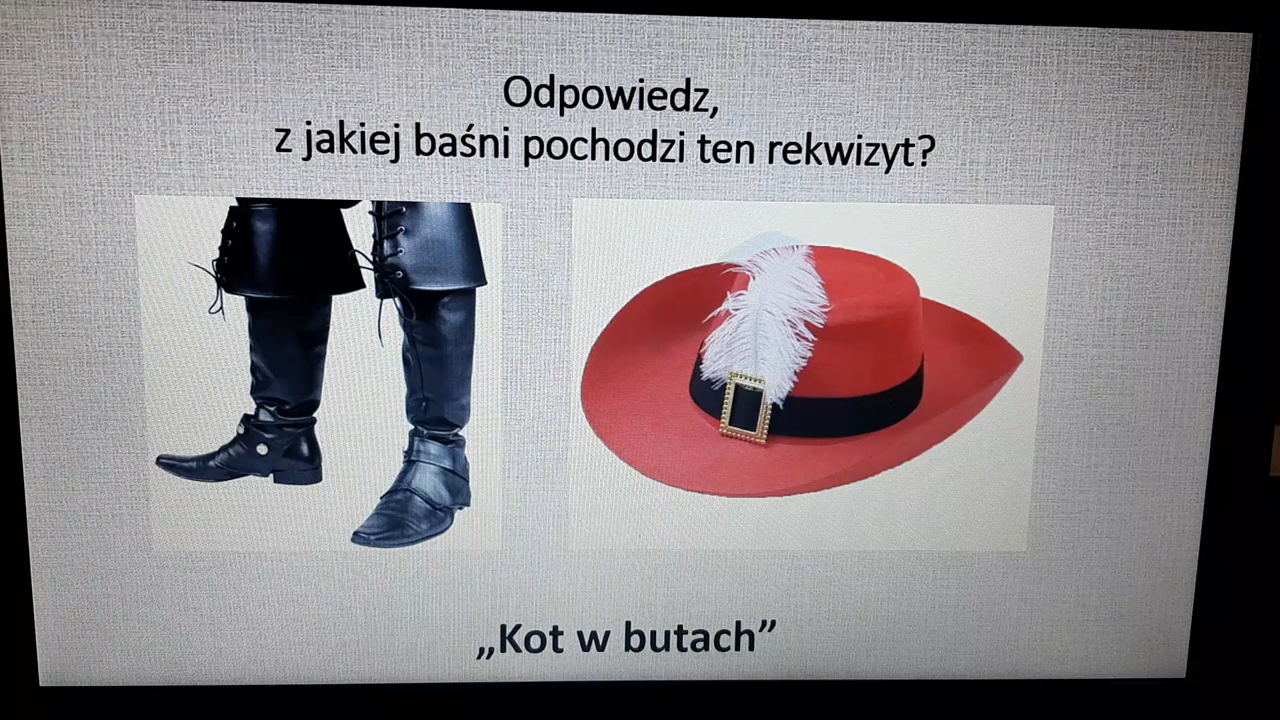 Odpowiedz,
z jakiej baśni pochodzi ten rekwizyt?
„Kot w butach”